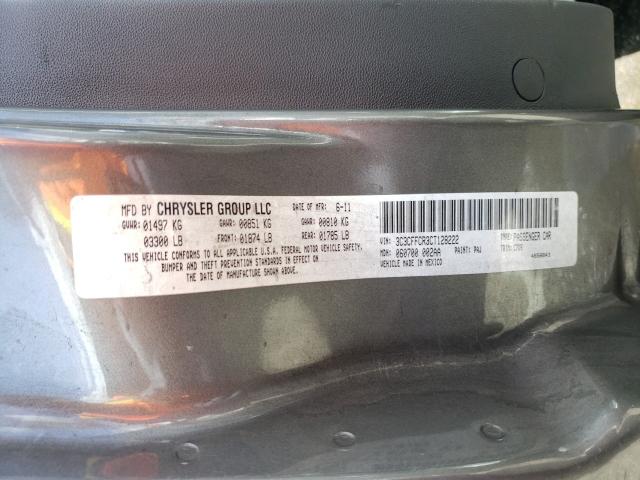 MFD BY CHRYSLER GROUP LLC DATE OF MFR: 6-11
GVWR: 01497 KG GAWR: 00851 KG GAWR: 00810 KG
03300 LB FRONT: 01874 LB REAR: 01785 LB
THIS VEHICLE CONFORMS TO ALL APPLICABLE U.S.A. FEDERAL MOTOR VEHICLE SAFETY,
BUMPER AND THEFT PREVENTION STANDARDS IN EFFECT ON
THE DATE OF MANUFACTURE SHOWN ABOVE.
VIN: 3C3CFFCR3CT128222 TYPE: PASSENGER CAR
MDH: 060700 002AA PAINT: PAU TRIM:
VEHICLE MADE IN MEXICO